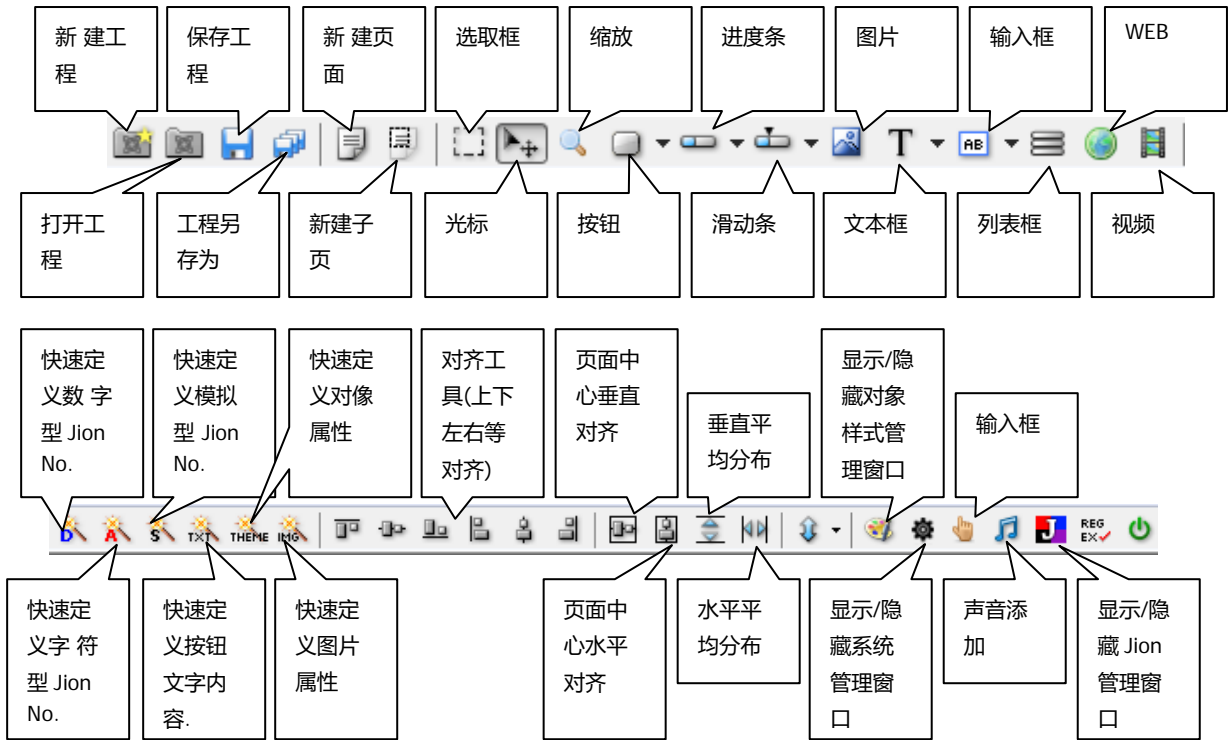 新 建工
程
保存工
程
新 建页
面
选取框
缩放
进度条
图片
输入框
WEB
T
AB
打开工
程
工程另
存为
新建子
页
光标
按钮
滑动条
文本框
列表框
视频
快速定
义数 字
型 Jion
No.
快速定
义模拟
型 Jion
No.
快速定
义对像
属性
对齐工
具(上下
左右等
对齐)
页面中
心垂直
对齐
垂直平
均分布
显示/隐
藏对象
样式管
理窗口
输入框
D
A
S
TXT
THEME
IMG
J
REG
EX
快速定
义字 符
型 Jion
No.
快速定
义按钮
文字内
容.
快速定
义图片
属性
页面中
心水平
对齐
水平平
均分布
显示/隐
藏系统
管理窗
口
声音添
加
显示/隐
藏 Jion
管理窗
口